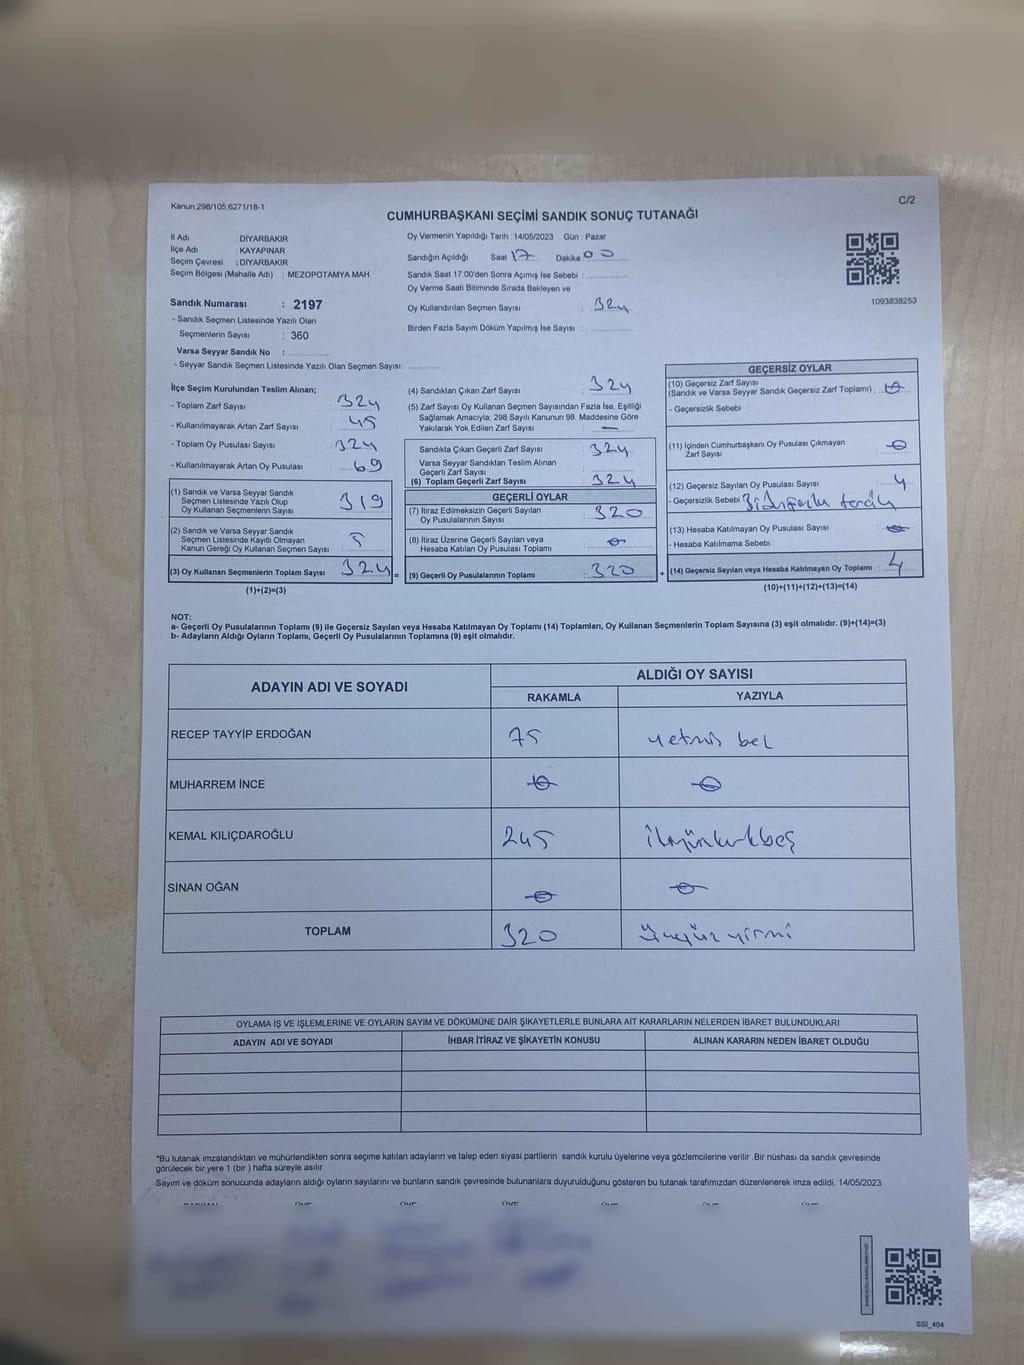 Kanun 298/105,6271/18-1
C/2
CUMHURBAŞKANI SEÇİMİ SANDIK SONUÇ TUTANAĞI
İl Adı : DİYARBAKIR
İlçe Adı : KAYAPINAR
Seçim Çevresi : DİYARBAKIR
Seçim Bölgesi (Mahalle Adı) : MEZOPOTAMYA MAH.
Sandık Numarası : 2197
- Sandık Seçmen Listesinde Yazılı Olan
Seçmenlerin Sayısı : 360
Varsa Seyyar Sandık No :
- Seyyar Sandık Seçmen Listesinde Yazılı Olan Seçmen Sayısı:
Oy Vermenin Yapıldığı Tarih : 14/05/2023 Gün : Pazar
Sandığın Açıldığı Saat 17 Dakika 00
Sandık Saat 17:00'den Sonra Açımış İse Sebebi :
Oy Verme Saati Bitiminde Sırada Bekleyen ve
Oy Kullandırılan Seçmen Sayısı : 324
Birden Fazla Sayım Döküm Yapılmış İse Sayısı :
1093838253
İlçe Seçim Kurulundan Teslim Alınan;
- Toplam Zarf Sayısı : 324
- Kullanılmayarak Artan Zarf Sayısı : 45
- Toplam Oy Pusulası Sayısı : 324
- Kullanılmayarak Artan Oy Pusulası : 69
(1) Sandık ve Varsa Seyyar Sandık
Seçmen Listesinde Yazılı Olup
Oy Kullanan Seçmenlerin Sayısı 319
(2) Sandık ve Varsa Seyyar Sandık
Seçmen Listesinde Kayıtlı Olmayan
Kanun Gereği Oy Kullanan Seçmen Sayısı : 5
(3) Oy Kullanan Seçmenlerin Toplam Sayısı 324 =
(1)+(2)=(3)
(4) Sandıktan Çıkan Zarf Sayısı : 324
(5) Zarf Sayısı Oy Kullanan Seçmen Sayısından Fazla İse, Eşitliği
Sağlamak Amacıyla; 298 Sayılı Kanunun 98. Maddesine Göre
Yakılarak Yok Edilen Zarf Sayısı : —
Sandıkta Çıkan Geçerli Zarf Sayısı : 324
Varsa Seyyar Sandıktan Teslim Alınan
Geçerli Zarf Sayısı :
(6) Toplam Geçerli Zarf Sayısı : 324
GEÇERLİ OYLAR
(7) İtiraz Edilmeksizin Geçerli Sayılan
Oy Pusulalarının Sayısı : 320
(8) İtiraz Üzerine Geçerli Sayılan veya
Hesaba Katılan Oy Pusulası Toplamı : 0
(9) Geçerli Oy Pusulalarının Toplamı : 320 +
GEÇERSİZ OYLAR
(10) Geçersiz Zarf Sayısı
(Sandık ve Varsa Seyyar Sandık Geçersiz Zarf Toplamı) : 0
- Geçersizlik Sebebi :
(11) İçinden Cumhurbaşkanı Oy Pusulası Çıkmayan
Zarf Sayısı : 0
(12) Geçersiz Sayılan Oy Pusulası Sayısı : 4
- Geçersizlik Sebebi :
(13) Hesaba Katılmayan Oy Pusulası Sayısı : 0
- Hesaba Katılmama Sebebi :
(14) Geçersiz Sayılan veya Hesaba Katılmayan Oy Toplamı : 4
(10)+(11)+(12)+(13)=(14)
NOT:
a- Geçerli Oy Pusulalarının Toplamı (9) ile Geçersiz Sayılan veya Hesaba Katılmayan Oy Toplamı (14) Toplamları, Oy Kullanan Seçmenlerin Toplam Sayısına (3) eşit olmalıdır. (9)+(14)=(3)
b- Adayların Aldığı Oyların Toplamı, Geçerli Oy Pusulalarının Toplamına (9) eşit olmalıdır.
ADAYIN ADI VE SOYADI
ALDIĞI OY SAYISI
RAKAMLA YAZIYLA
RECEP TAYYİP ERDOĞAN 75 yetmiş beş
MUHARREM İNCE 0 0
KEMAL KILIÇDAROĞLU 245 ikiyüzkırkbeş
SİNAN OĞAN 0 0
TOPLAM 320 üçyüz yirmi
OYLAMA İŞ VE İŞLEMLERİNE VE OYLARIN SAYIM VE DÖKÜMÜNE DAİR ŞİKAYETLERLE BUNLARA AİT KARARLARIN NELERDEN İBARET BULUNDUKLARI
ADAYIN ADI VE SOYADI İHBAR İTİRAZ VE ŞİKAYETİN KONUSU ALINAN KARARIN NEDEN İBARET OLDUĞU
*Bu tutanak imzalandıktan ve mühürlendikten sonra seçime katılan adayların ve talep eden siyasi partilerin sandık kurulu üyelerine veya gözlemcilerine verilir. Bir nüshası da sandık çevresinde
görülecek bir yere 1 (bir ) hafta süreyle asılır.
Sayım ve döküm sonucunda adayların aldığı oyların sayılarını ve bunların sandık çevresinde bulunanlara duyurulduğunu gösteren bu tutanak tarafımızdan düzenlenerek imza edildi. 14/05/2023
SSI_404